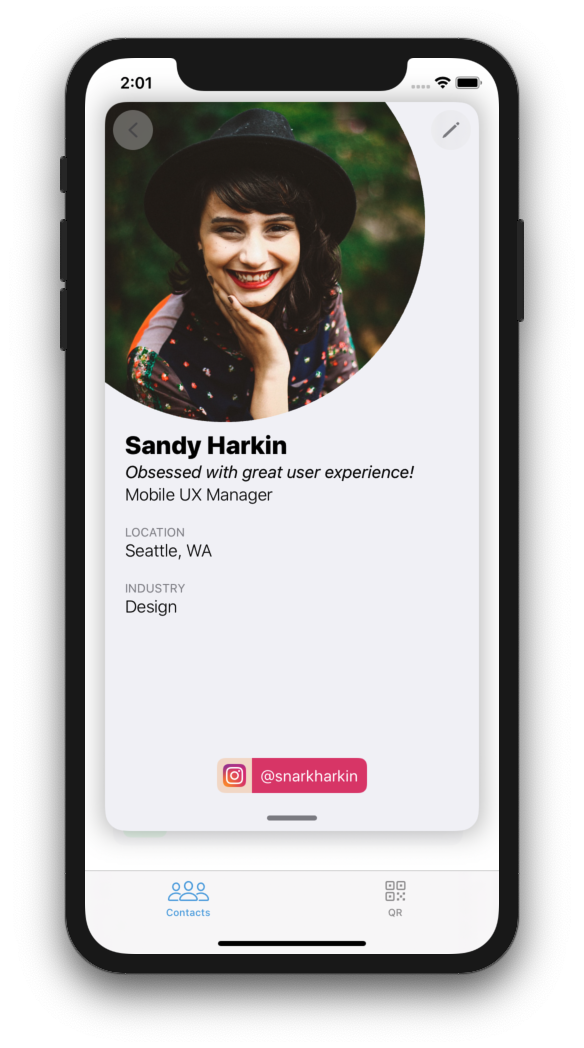 2:01
Sandy Harkin
Obsessed with great user experience!
Mobile UX Manager
LOCATION
Seattle, WA
INDUSTRY
Design
@snarkharkin
Contacts
QR